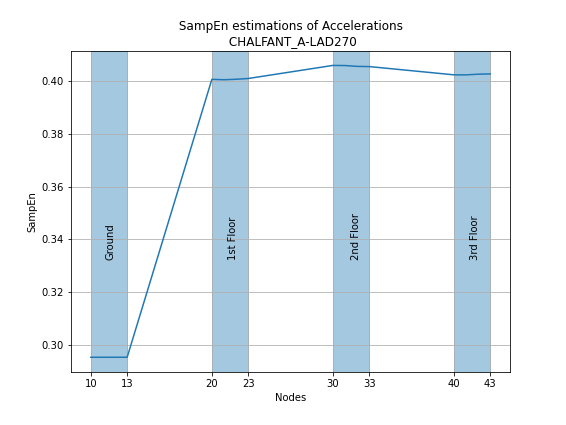 SampEn estimations of Accelerations
CHALFANT_A-LAD270
SampEn
0.40
0.38
0.36
0.34
0.32
0.30
Ground
1st Floor
2nd Floor
3rd Floor
10 13 20 23 30 33 40 43
Nodes